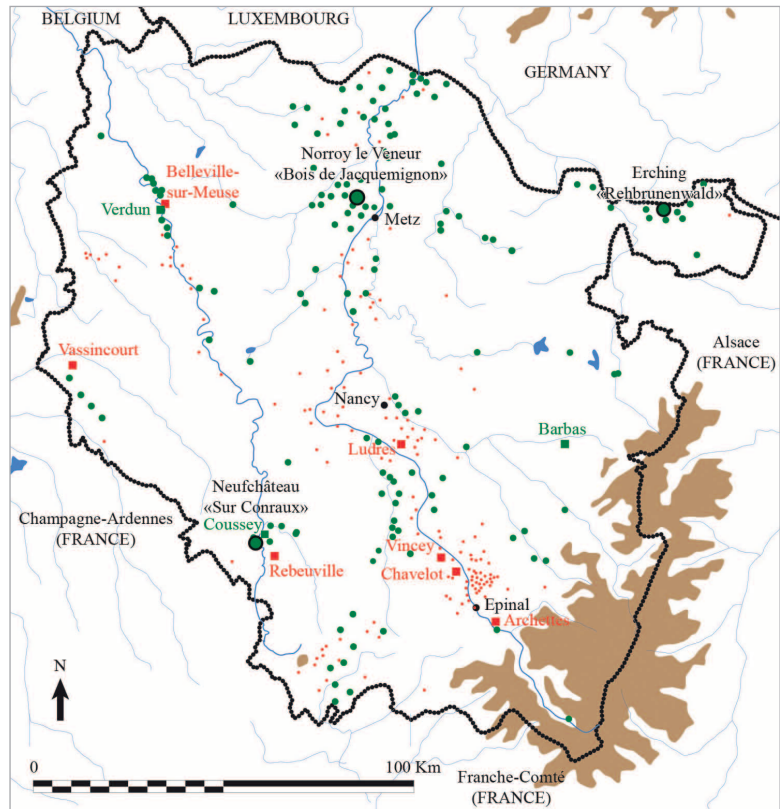 BELGIUM
LUXEMBOURG
GERMANY
Norroy le Veneur
«Bois de Jacquemignon»
Erching
«Rehbrunenwald»
Belleville-
sur-Meuse
Verdun
Metz
Vassincourt
Alsace
(FRANCE)
Nancy
Ludres
Barbas
Neufchâteau
«Sur Conraux»
Coussey
Champagne-Ardennes
(FRANCE)
Vincey
Rebeuville
Chavelot
Epinal
Archettes
N
0
100 Km
Franche-Comté
(FRANCE)